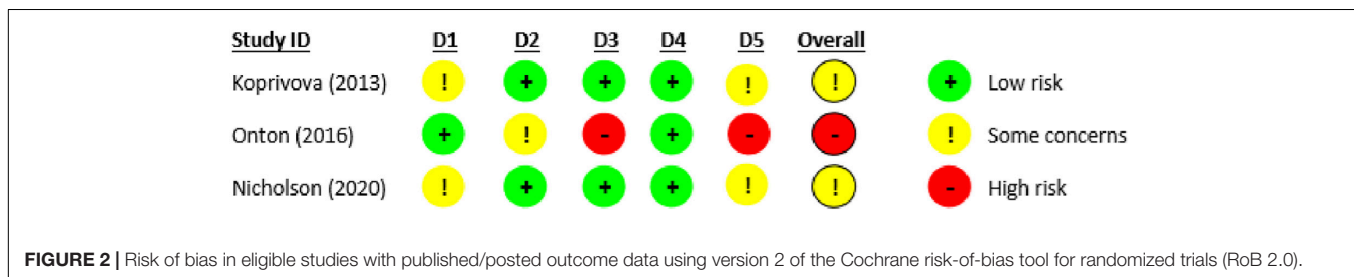 Study ID D1 D2 D3 D4 D5 Overall
Koprivova (2013) ! + + + ! ! + Low risk
Onton (2016) + ! - + - - ! Some concerns
Nicholson (2020) ! + + + ! ! - High risk
FIGURE 2 | Risk of bias in eligible studies with published/posted outcome data using version 2 of the Cochrane risk-of-bias tool for randomized trials (RoB 2.0).